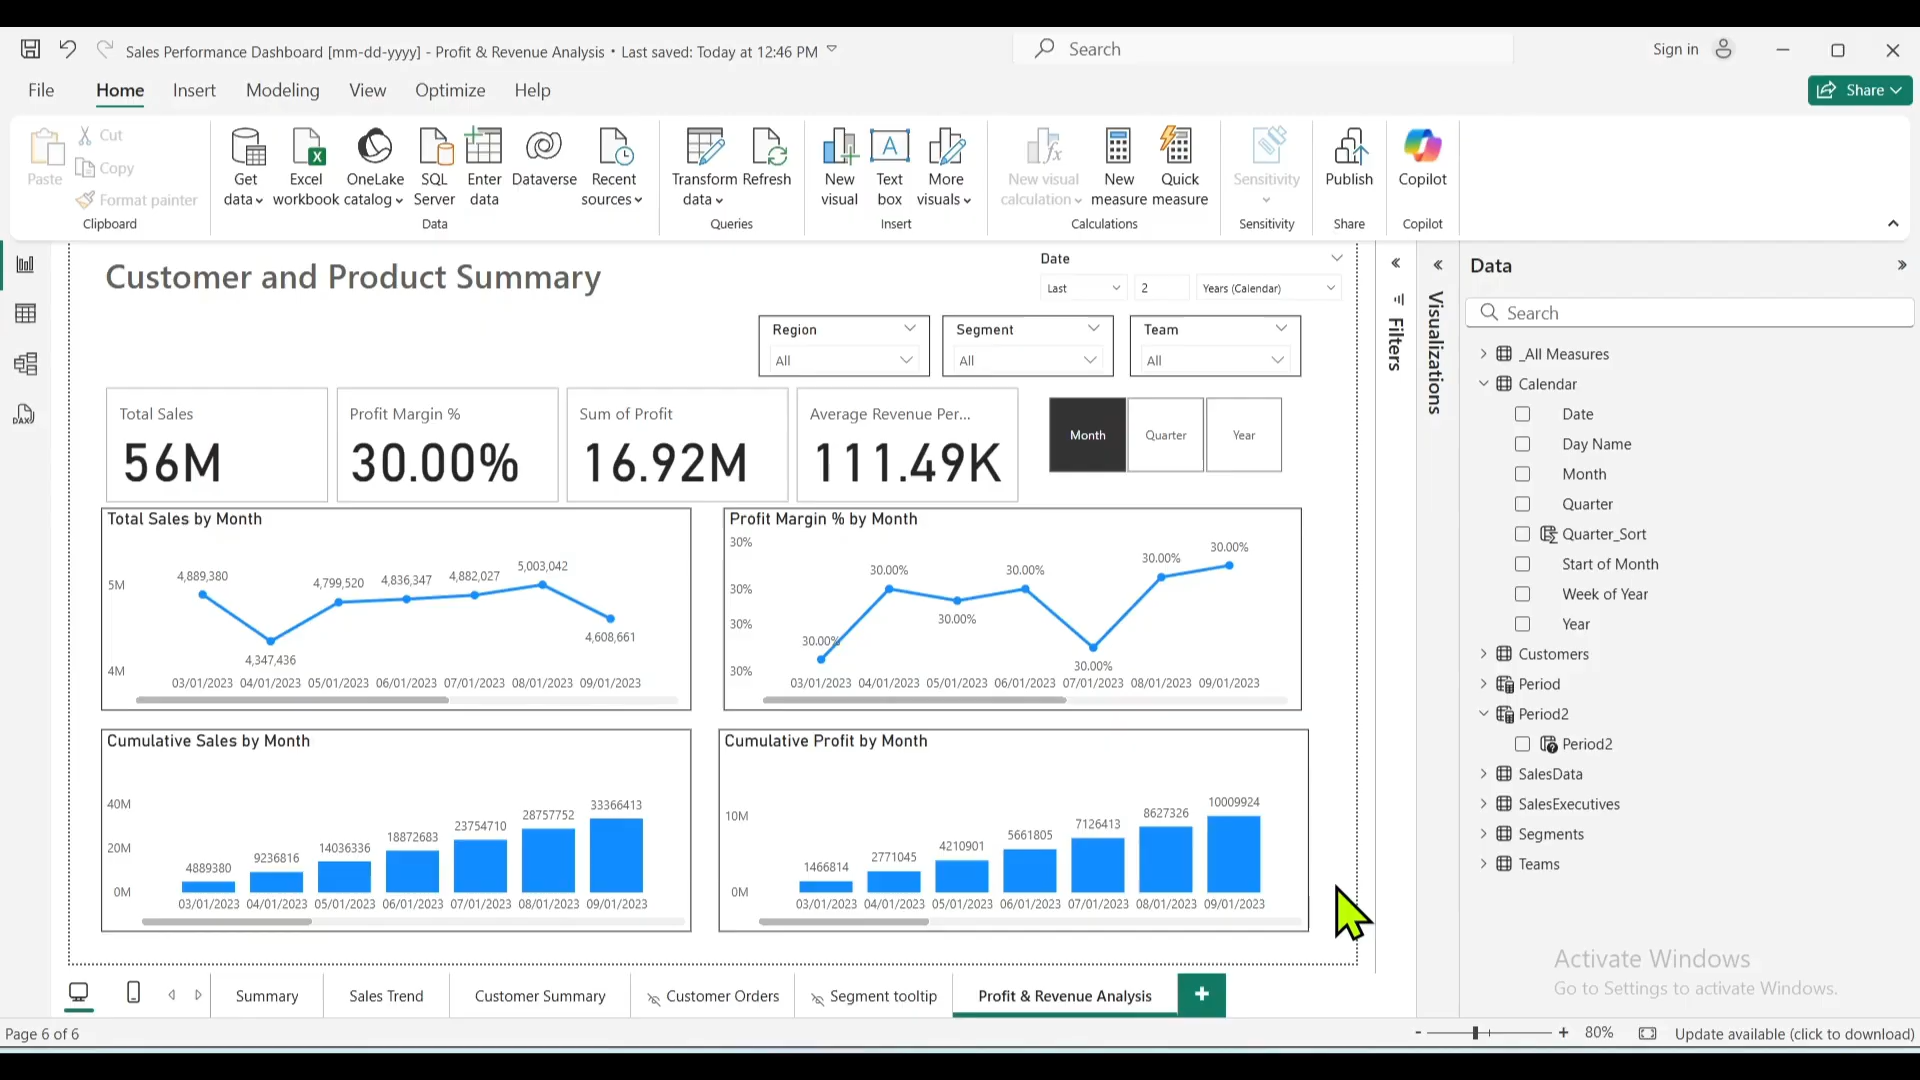 Sales Performance Dashboard [mm-dd-yyyy] - Profit & Revenue Analysis • Last saved: Today at 12:46 PM
Search
Sign in
File Home Insert Modeling View Optimize Help
Share
Paste
Cut
Copy
Format painter
Clipboard
Get data
Excel workbook
OneLake catalog
SQL Server
Enter data
Dataverse
Recent sources
Data
Transform data
Refresh
Queries
New visual
Text box
More visuals
Insert
New visual calculation
New measure
Quick measure
Calculations
Sensitivity
Sensitivity
Publish
Share
Copilot
Copilot
Customer and Product Summary
Date
Last 2 Years (Calendar)
Region
All
Segment
All
Team
All
Total Sales
56M
Profit Margin %
30.00%
Sum of Profit
16.92M
Average Revenue Per...
111.49K
Month Quarter Year
Total Sales by Month
5M
4M
4,889,380
4,347,436
4,799,520
4,836,347
4,882,027
5,003,042
4,608,661
03/01/2023 04/01/2023 05/01/2023 06/01/2023 07/01/2023 08/01/2023 09/01/2023
Profit Margin % by Month
30%
30%
30%
30%
30.00%
30.00%
30.00%
30.00%
30.00%
30.00%
30.00%
03/01/2023 04/01/2023 05/01/2023 06/01/2023 07/01/2023 08/01/2023 09/01/2023
Cumulative Sales by Month
40M
20M
0M
4889380
9236816
14036336
18872683
23754710
28757752
33366413
03/01/2023 04/01/2023 05/01/2023 06/01/2023 07/01/2023 08/01/2023 09/01/2023
Cumulative Profit by Month
10M
0M
1466814
2771045
4210901
5661805
7126413
8627326
10009924
03/01/2023 04/01/2023 05/01/2023 06/01/2023 07/01/2023 08/01/2023 09/01/2023
Filters
Visualizations
Data
Search
_All Measures
Calendar
Date
Day Name
Month
Quarter
Quarter_Sort
Start of Month
Week of Year
Year
Customers
Period
Period2
Period2
SalesData
SalesExecutives
Segments
Teams
Activate Windows
Go to Settings to activate Windows.
Summary Sales Trend Customer Summary Customer Orders Segment tooltip Profit & Revenue Analysis +
Page 6 of 6
- + 80%
Update available (click to download)